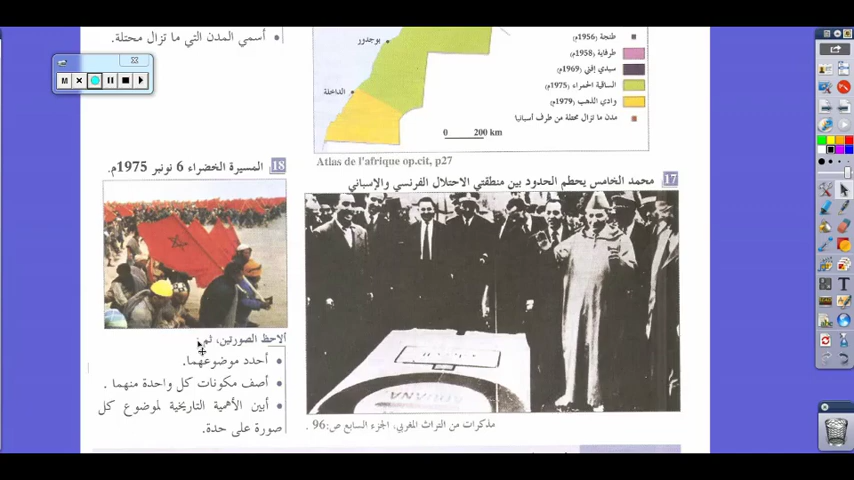 أسمي المدن التي ما تزال محتلة.
بوجدور
الداخلة
طنجة (1956م)
طرفاية (1958م)
سيدي إفني (1969م)
الساقية الحمراء (1975م)
وادي الذهب (1979م)
مدن ما تزال محتلة من طرف أسبانيا
0 200 km
Atlas de l'afrique op.cit, p27
17 محمد الخامس يحطم الحدود بين منطقتي الاحتلال الفرنسي والإسباني
مذكرات من التراث المغربي، الجزء السابع ص:96.
18 المسيرة الخضراء 6 نونبر 1975م.
ألاحظ الصورتين، ثم:
أحدد موضوعهما.
أصف مكونات كل واحدة منهما.
أبين الأهمية التاريخية لموضوع كل
صورة على حدة.
M
T